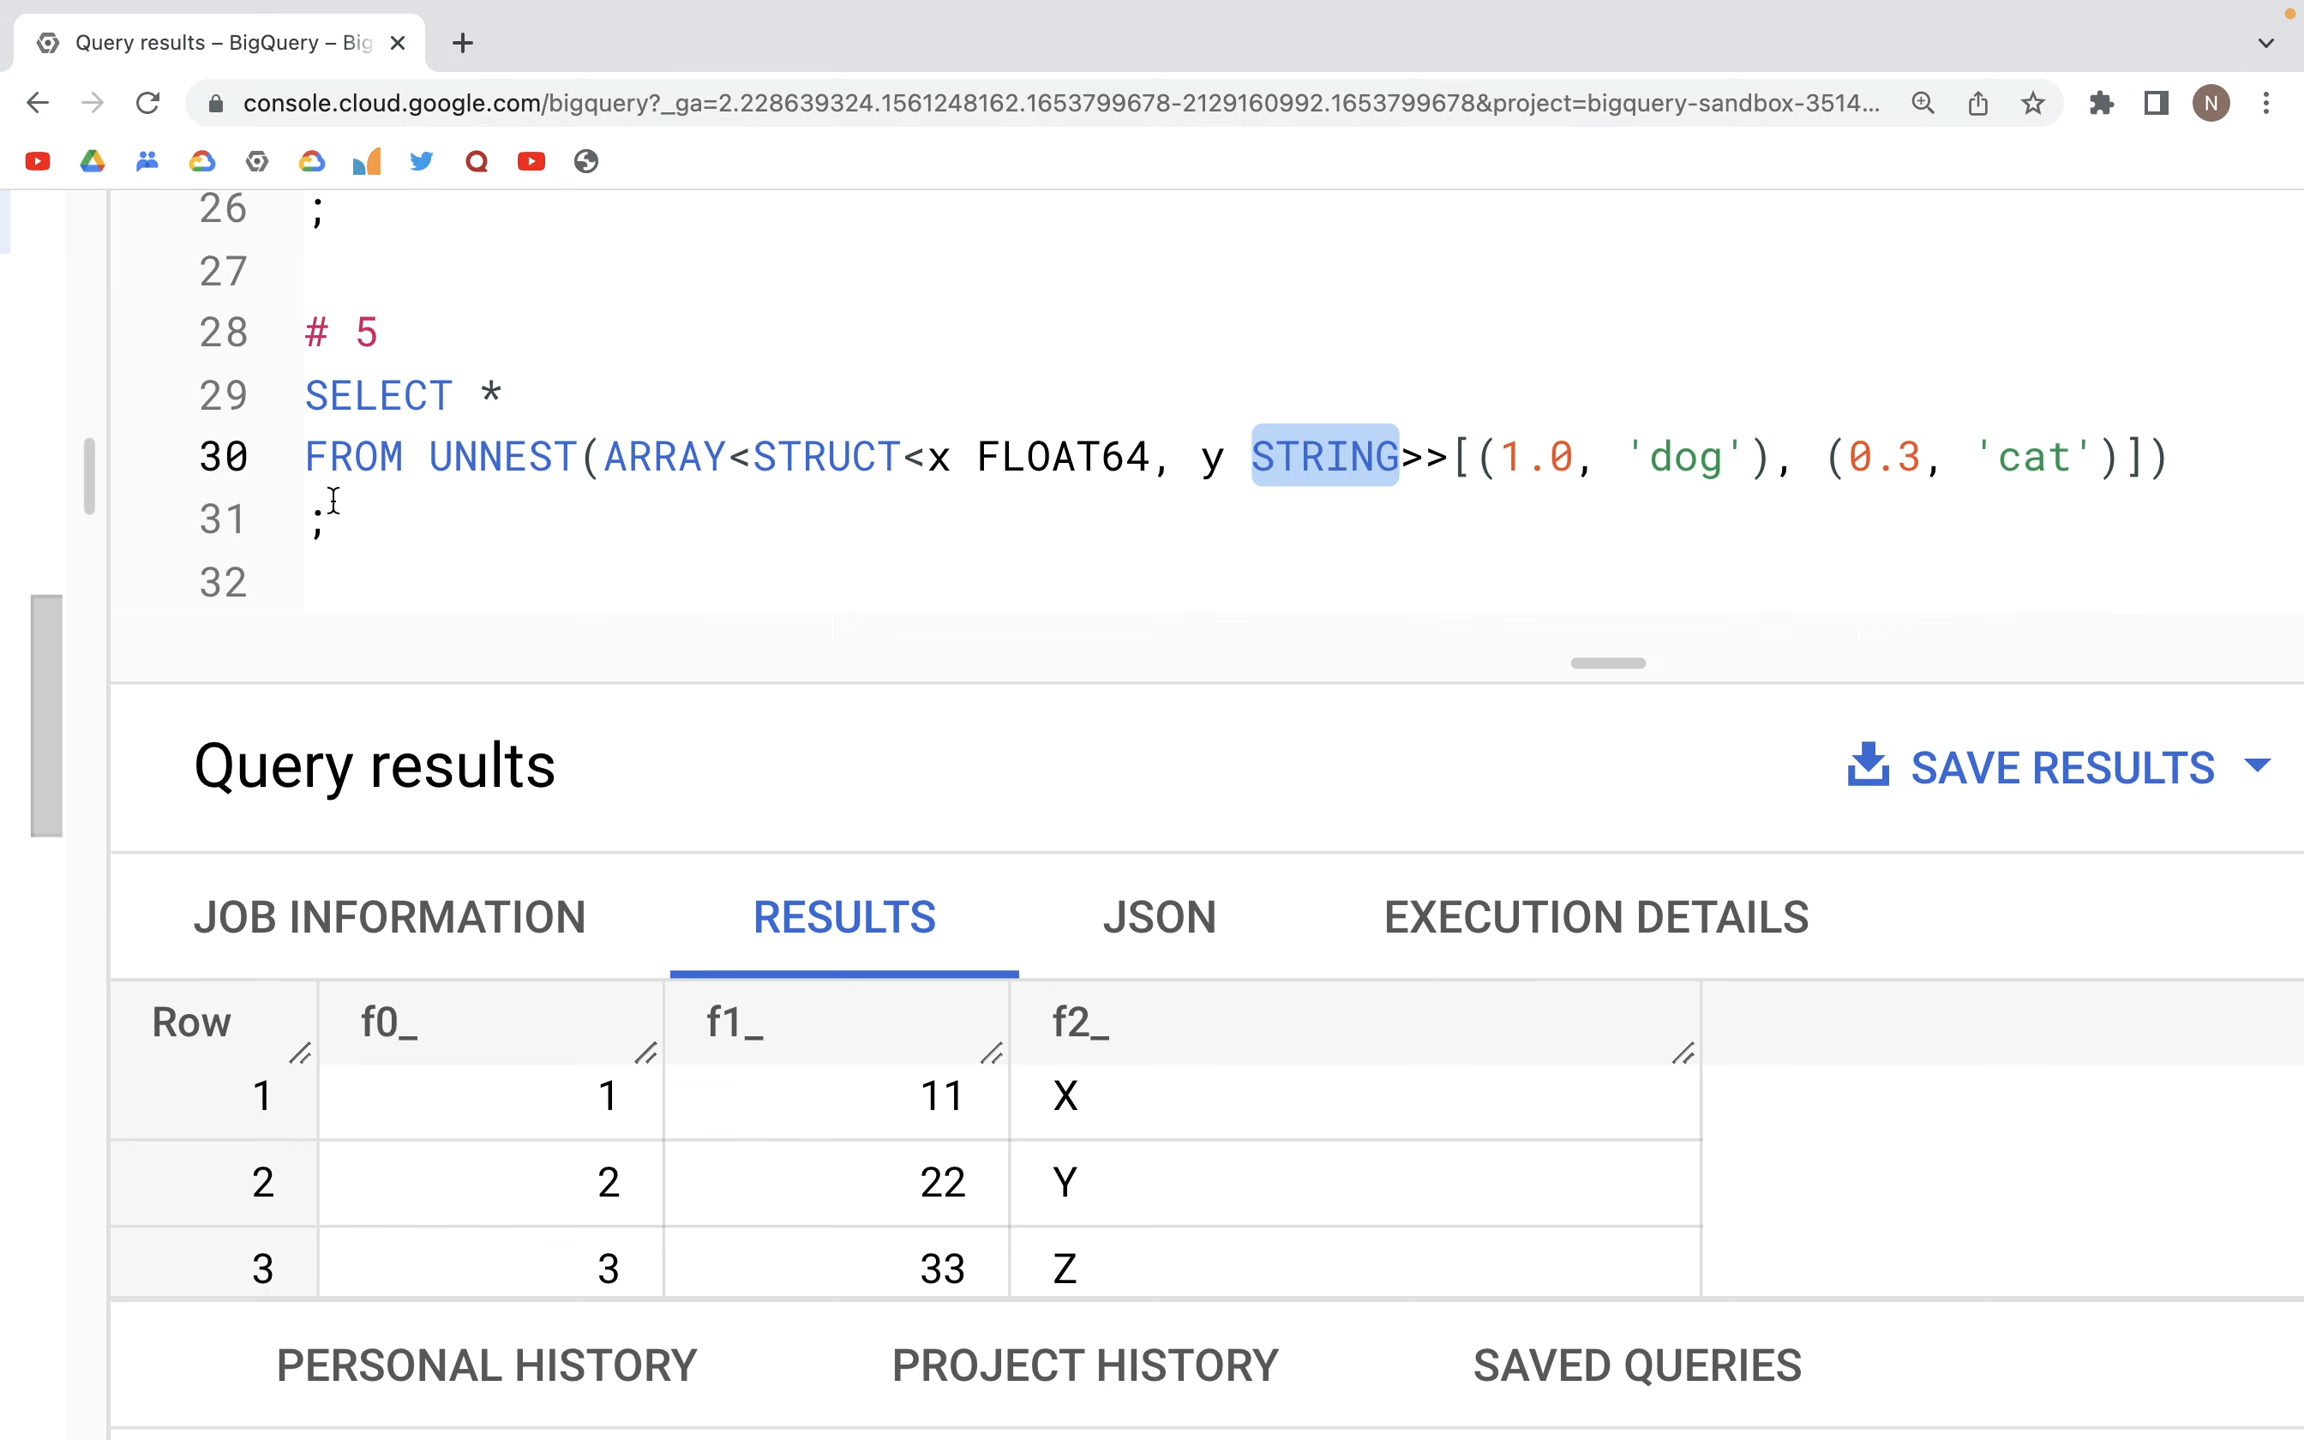 Query results – BigQuery – Big
console.cloud.google.com/bigquery?_ga=2.228639324.1561248162.1653799678-2129160992.1653799678&project=bigquery-sandbox-3514...
N
26 ;
27
28 # 5
29 SELECT *
30 FROM UNNEST(ARRAY<STRUCT<x FLOAT64, y STRING>>[(1.0, 'dog'), (0.3, 'cat')])
31 ;
32
Query results
SAVE RESULTS
JOB INFORMATION RESULTS JSON EXECUTION DETAILS
Row f0_ f1_ f2_
1 1 11 X
2 2 22 Y
3 3 33 Z
PERSONAL HISTORY PROJECT HISTORY SAVED QUERIES